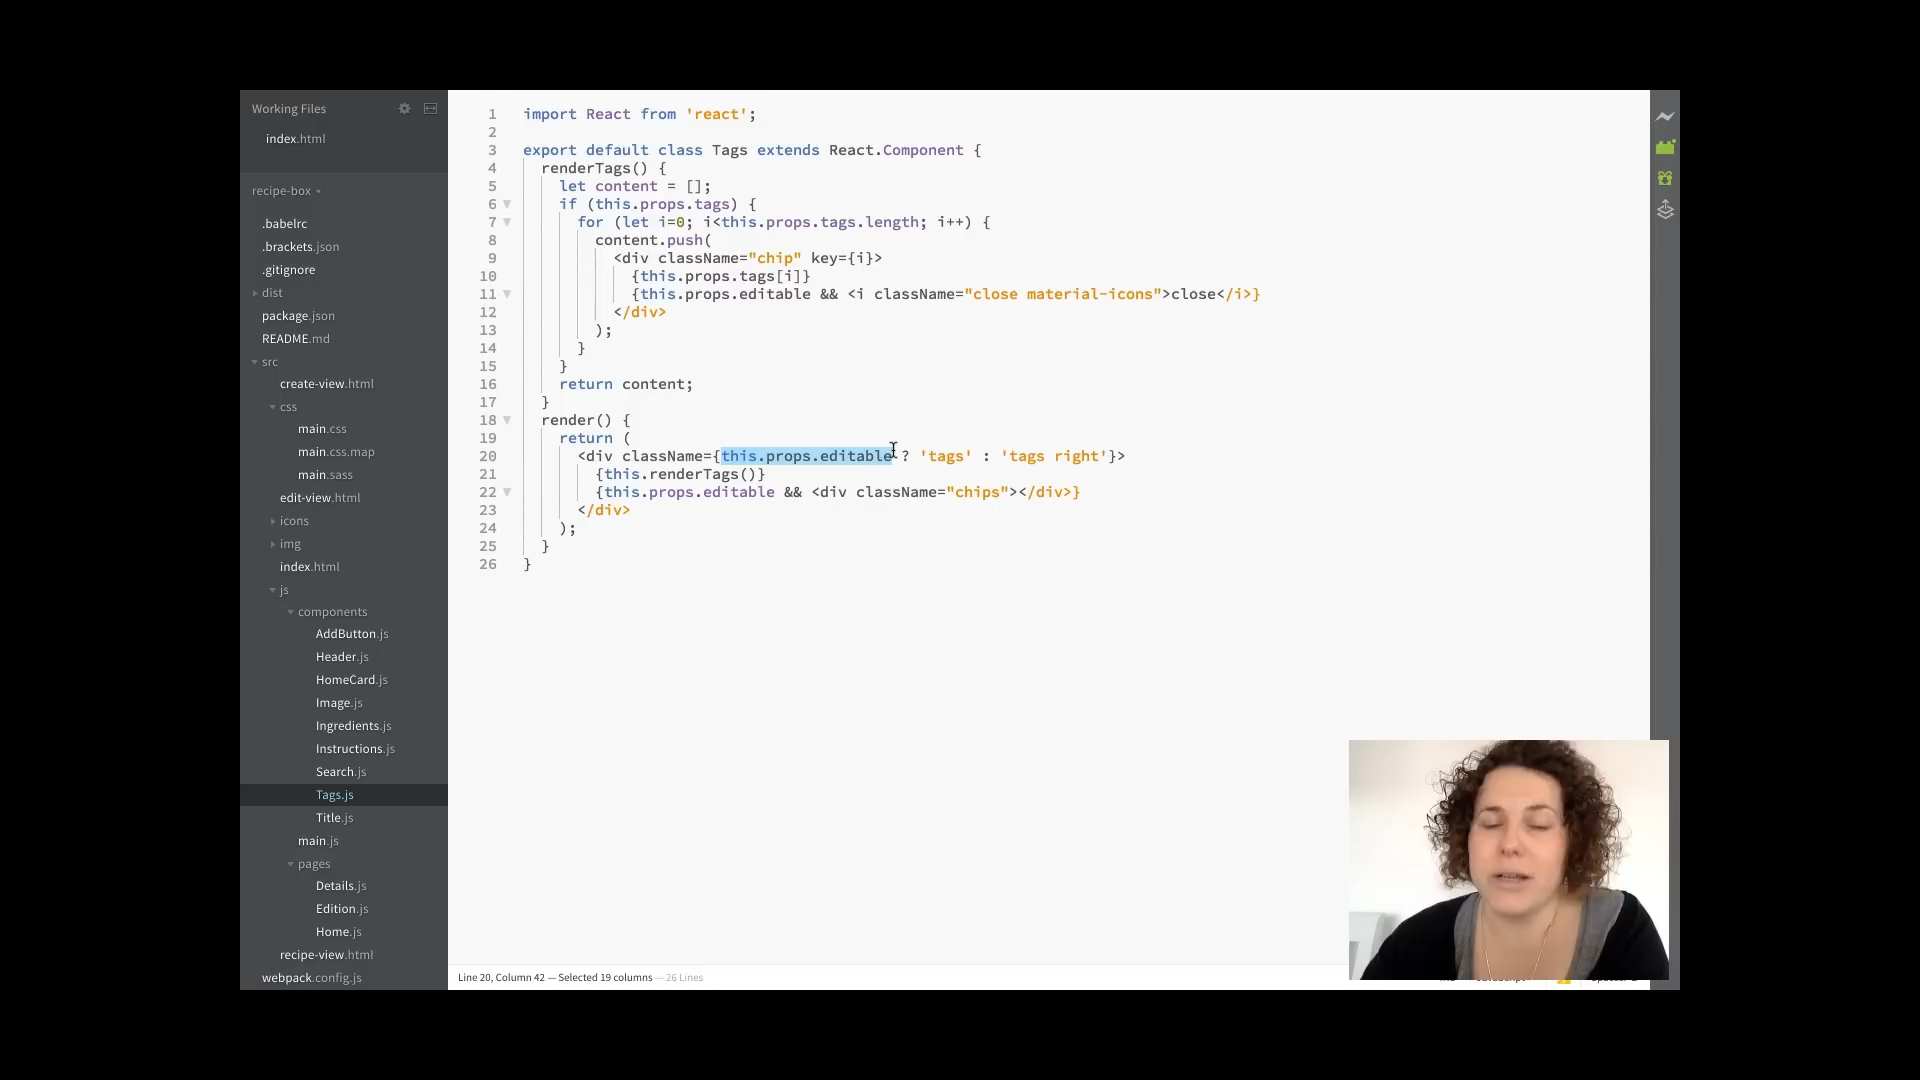 Working Files
index.html
recipe-box
.babelrc
.brackets.json
.gitignore
dist
package.json
README.md
src
create-view.html
css
main.css
main.css.map
main.sass
edit-view.html
icons
img
index.html
js
components
AddButton.js
Header.js
HomeCard.js
Image.js
Ingredients.js
Instructions.js
Search.js
Tags.js
Title.js
main.js
pages
Details.js
Edition.js
Home.js
recipe-view.html
webpack.config.js
1 import React from 'react';
2
3 export default class Tags extends React.Component {
4 renderTags() {
5 let content = [];
6 if (this.props.tags) {
7 for (let i=0; i<this.props.tags.length; i++) {
8 content.push(
9 <div className="chip" key={i}>
10 {this.props.tags[i]}
11 {this.props.editable && <i className="close material-icons">close</i>}
12 </div>
13 );
14 }
15 }
16 return content;
17 }
18 render() {
19 return (
20 <div className={this.props.editable ? 'tags' : 'tags right'}>
21 {this.renderTags()}
22 {this.props.editable && <div className="chips"></div>}
23 </div>
24 );
25 }
26 }
Line 20, Column 42 — Selected 19 columns — 26 Lines